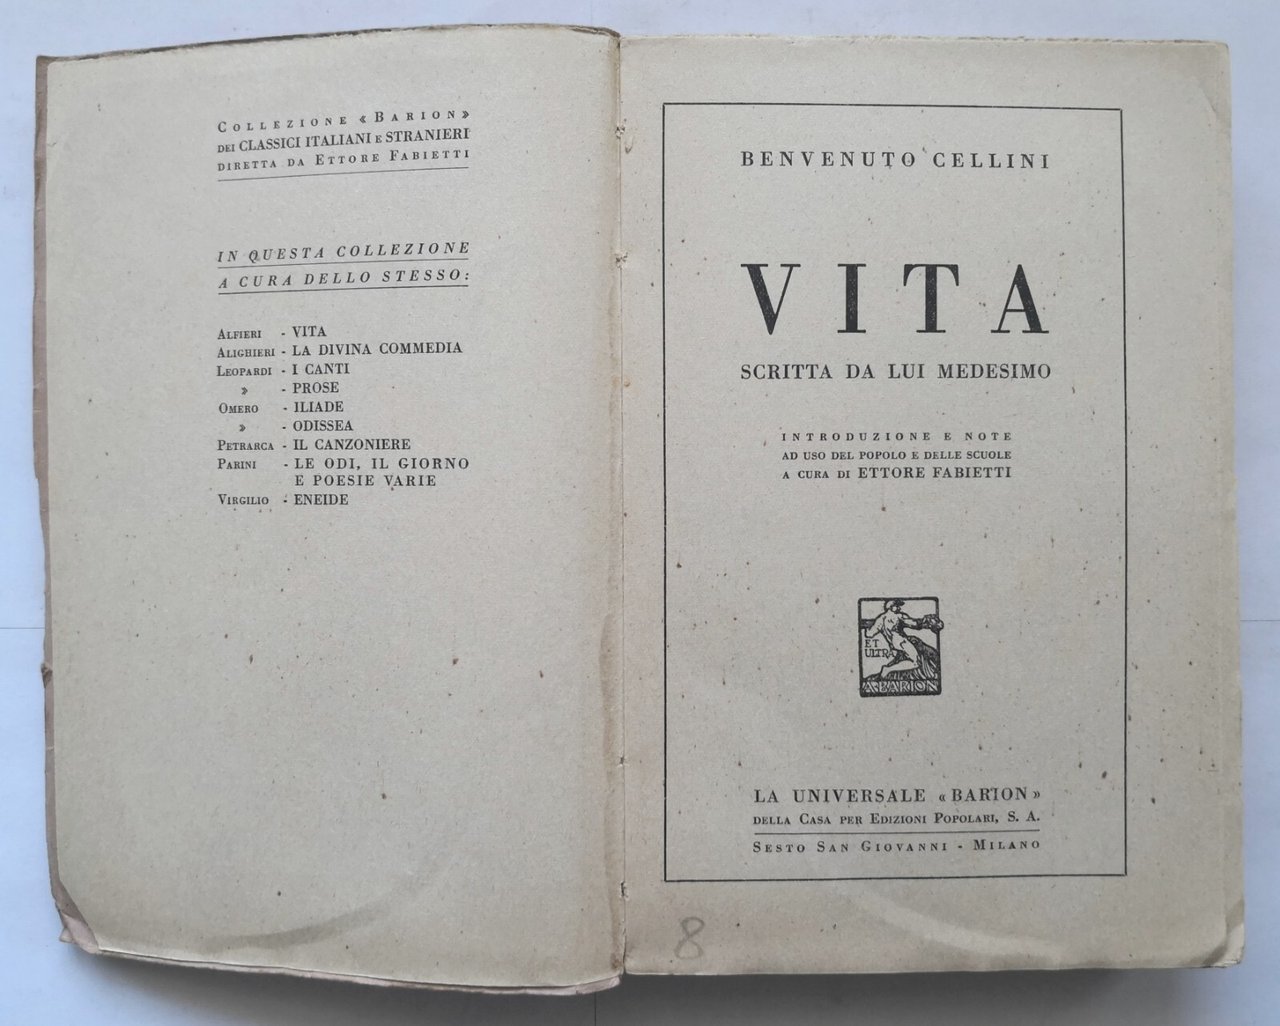 COLLEZIONE «BARION»
DEI CLASSICI ITALIANI E STRANIERI
DIRETTA DA ETTORE FABIETTI
IN QUESTA COLLEZIONE
A CURA DELLO STESSO:
ALFIERI - VITA
ALIGHIERI - LA DIVINA COMMEDIA
LEOPARDI - I CANTI
» - PROSE
OMERO - ILIADE
» - ODISSEA
PETRARCA - IL CANZONIERE
PARINI - LE ODI, IL GIORNO
E POESIE VARIE
VIRGILIO - ENEIDE
BENVENUTO CELLINI
VITA
SCRITTA DA LUI MEDESIMO
INTRODUZIONE E NOTE
AD USO DEL POPOLO E DELLE SCUOLE
A CURA DI ETTORE FABIETTI
ET
ULTRA
A·BARION
LA UNIVERSALE «BARION»
DELLA CASA PER EDIZIONI POPOLARI, S. A.
SESTO SAN GIOVANNI - MILANO
8